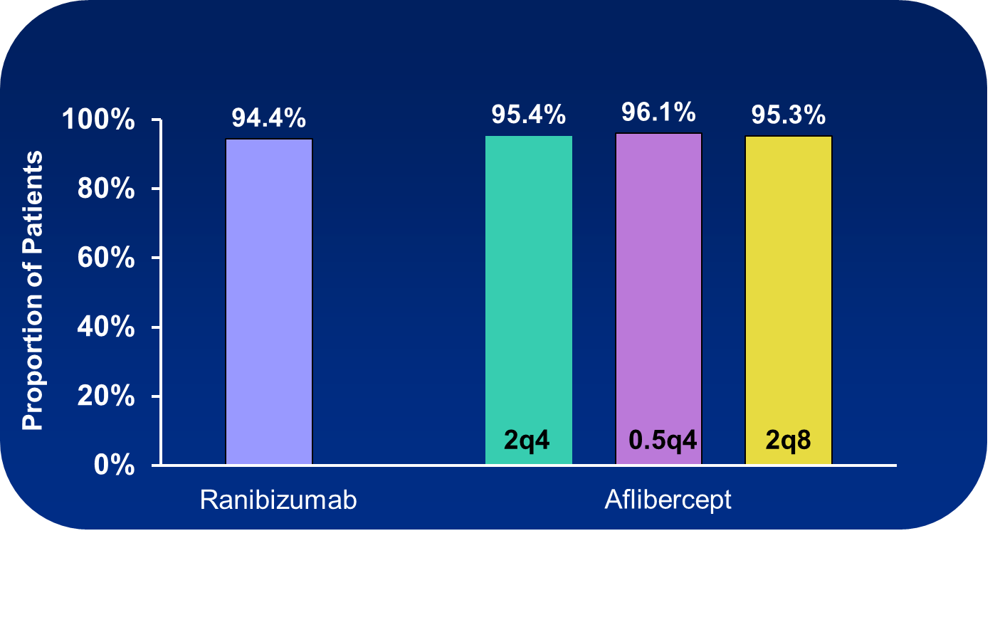 94.4%
95.4%
96.1%
95.3%
100%
80%
60%
40%
20%
0%
Proportion of Patients
2q4
0.5q4
2q8
Ranibizumab
Aflibercept